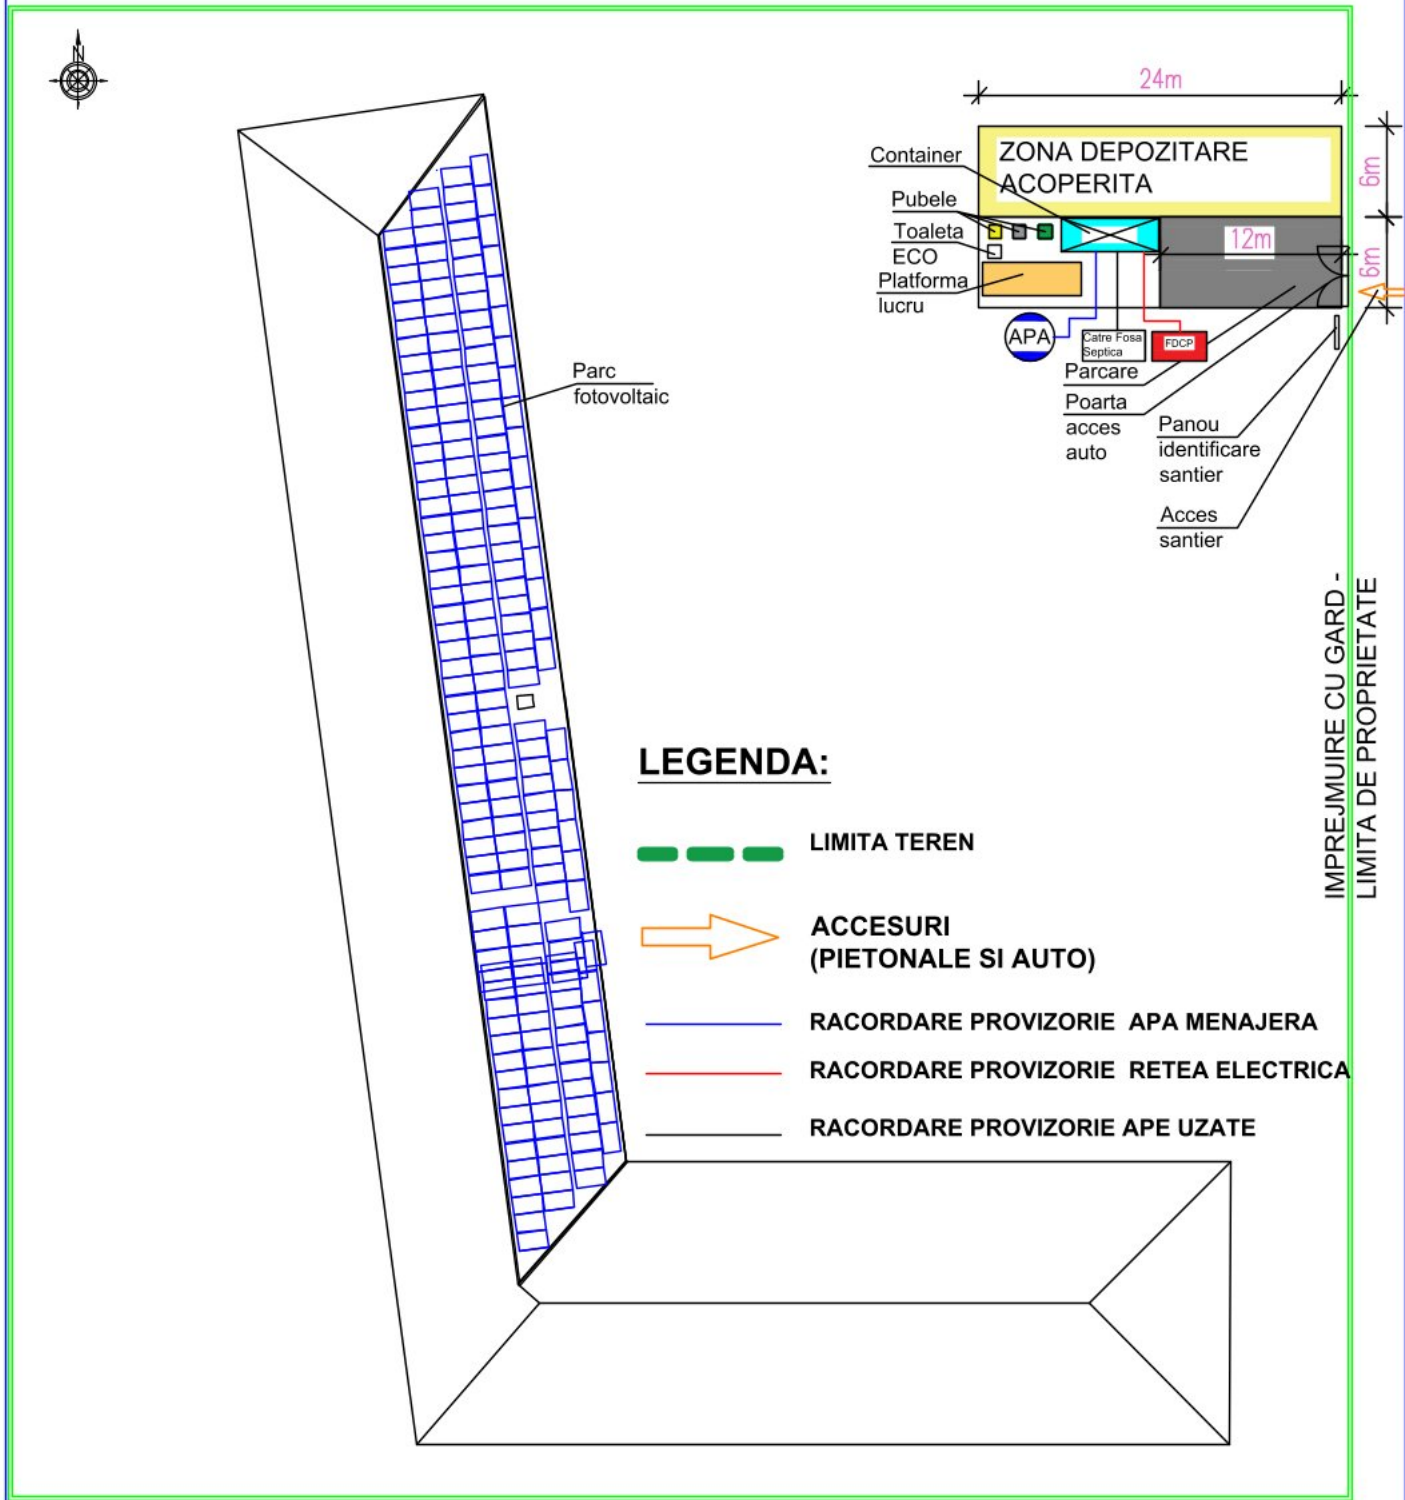 N
24m
ZONA DEPOZITARE
ACOPERITA
6m
Container
Pubele
Toaleta
ECO
Platforma
lucru
12m
6m
APA
Catre Fosa
Septica
FDCP
Parcare
Poarta
acces
auto
Panou
identificare
santier
Acces
santier
Parc
fotovoltaic
IMPREJMUIRE CU GARD -
LIMITA DE PROPRIETATE
LEGENDA:
LIMITA TEREN
ACCESURI
(PIETONALE SI AUTO)
RACORDARE PROVIZORIE APA MENAJERA
RACORDARE PROVIZORIE RETEA ELECTRICA
RACORDARE PROVIZORIE APE UZATE